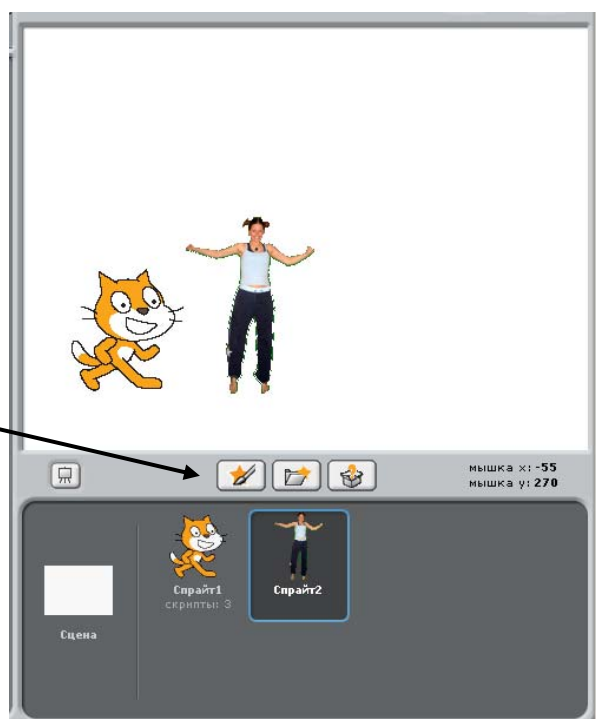 мышка x: -55
мышка y: 270
Спрайт1
скрипты: 3
Спрайт2
Сцена